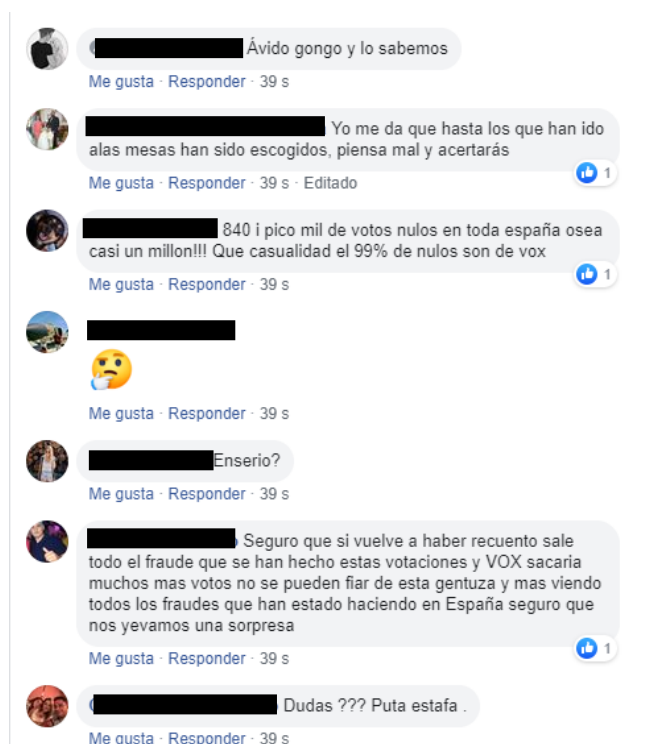 Ávido gongo y lo sabemos
Me gusta · Responder · 39 s
Yo me da que hasta los que han ido
alas mesas han sido escogidos, piensa mal y acertarás
1
Me gusta · Responder · 39 s · Editado
840 i pico mil de votos nulos en toda españa osea
casi un millon!!! Que casualidad el 99% de nulos son de vox
1
Me gusta · Responder · 39 s
Me gusta · Responder · 39 s
Enserio?
Me gusta · Responder · 39 s
Seguro que si vuelve a haber recuento sale
todo el fraude que se han hecho estas votaciones y VOX sacaria
muchos mas votos no se pueden fiar de esta gentuza y mas viendo
todos los fraudes que han estado haciendo en España seguro que
nos yevamos una sorpresa
1
Me gusta · Responder · 39 s
Dudas ??? Puta estafa .
Me gusta · Responder · 39 s